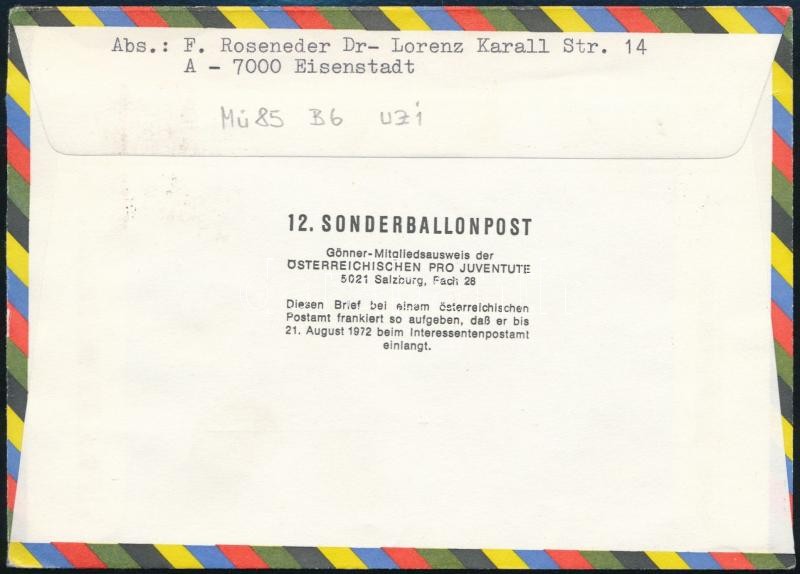 Abs.: F. Roseneder Dr- Lorenz Karall Str. 14
A - 7000 Eisenstadt
Mü85 B6 UZ1
12. SONDERBALLONPOST
Gönner-Mitgliedsausweis der
ÖSTERREICHISCHEN PRO JUVENTUTE
5021 Salzburg, Fach 28
Diesen Brief bei einem österreichischen
Postamt frankiert so aufgeben, daß er bis
21. August 1972 beim Interessentenpostamt
einlangt.